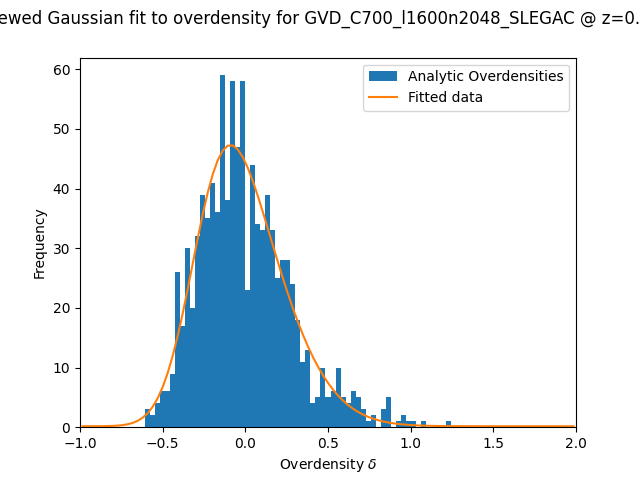 ewed Gaussian fit to overdensity for GVD_C700_l1600n2048_SLEGAC @ z=0.
Analytic Overdensities
Fitted data
Frequency
60
50
40
30
20
10
0
−1.0 −0.5 0.0 0.5 1.0 1.5 2.0
Overdensity δ